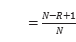 = N-R+1/N